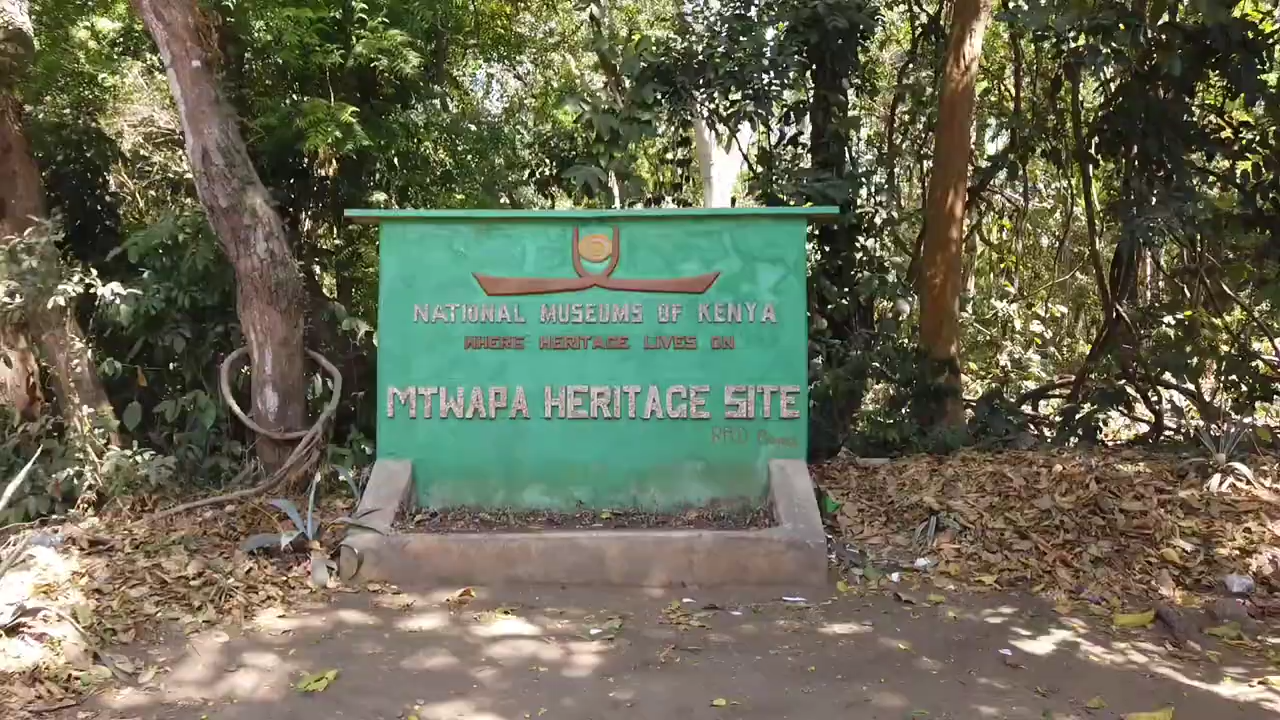 NATIONAL MUSEUMS OF KENYA
WHERE HERITAGE LIVES ON
MTWAPA HERITAGE SITE